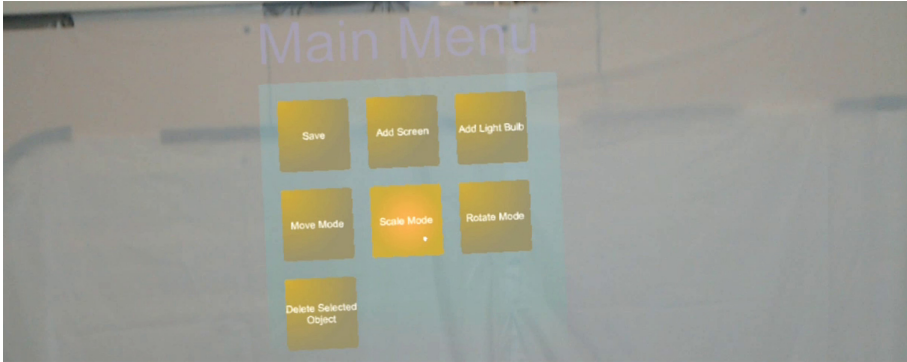 Main Menu
Save
Add Screen
Add Light Bulb
Move Mode
Scale Mode
Rotate Mode
Delete Selected
Object